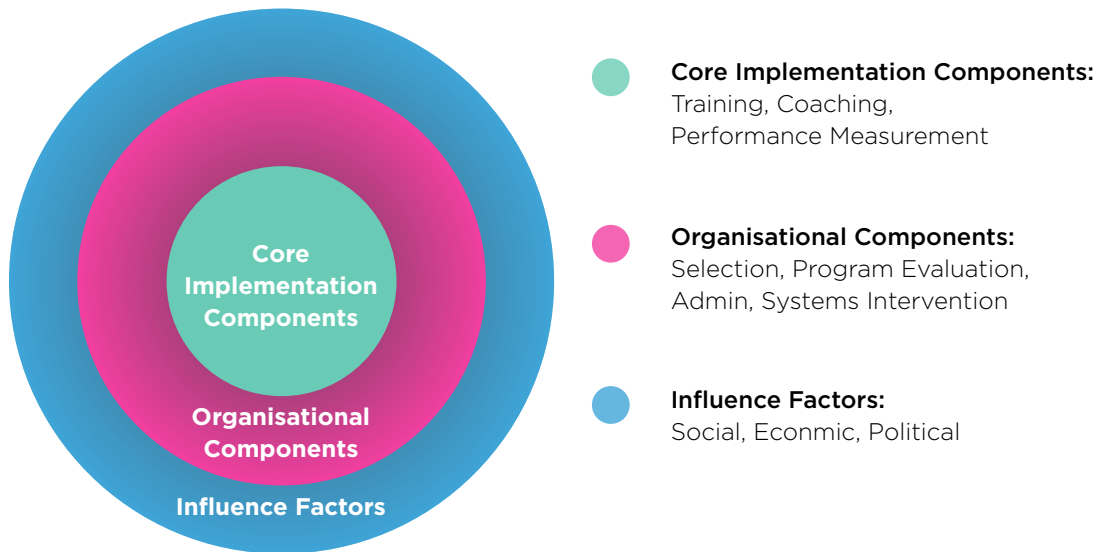 Core
Implementation
Components
Organisational
Components
Influence Factors
Core Implementation Components:
Training, Coaching,
Performance Measurement
Organisational Components:
Selection, Program Evaluation,
Admin, Systems Intervention
Influence Factors:
Social, Econmic, Political